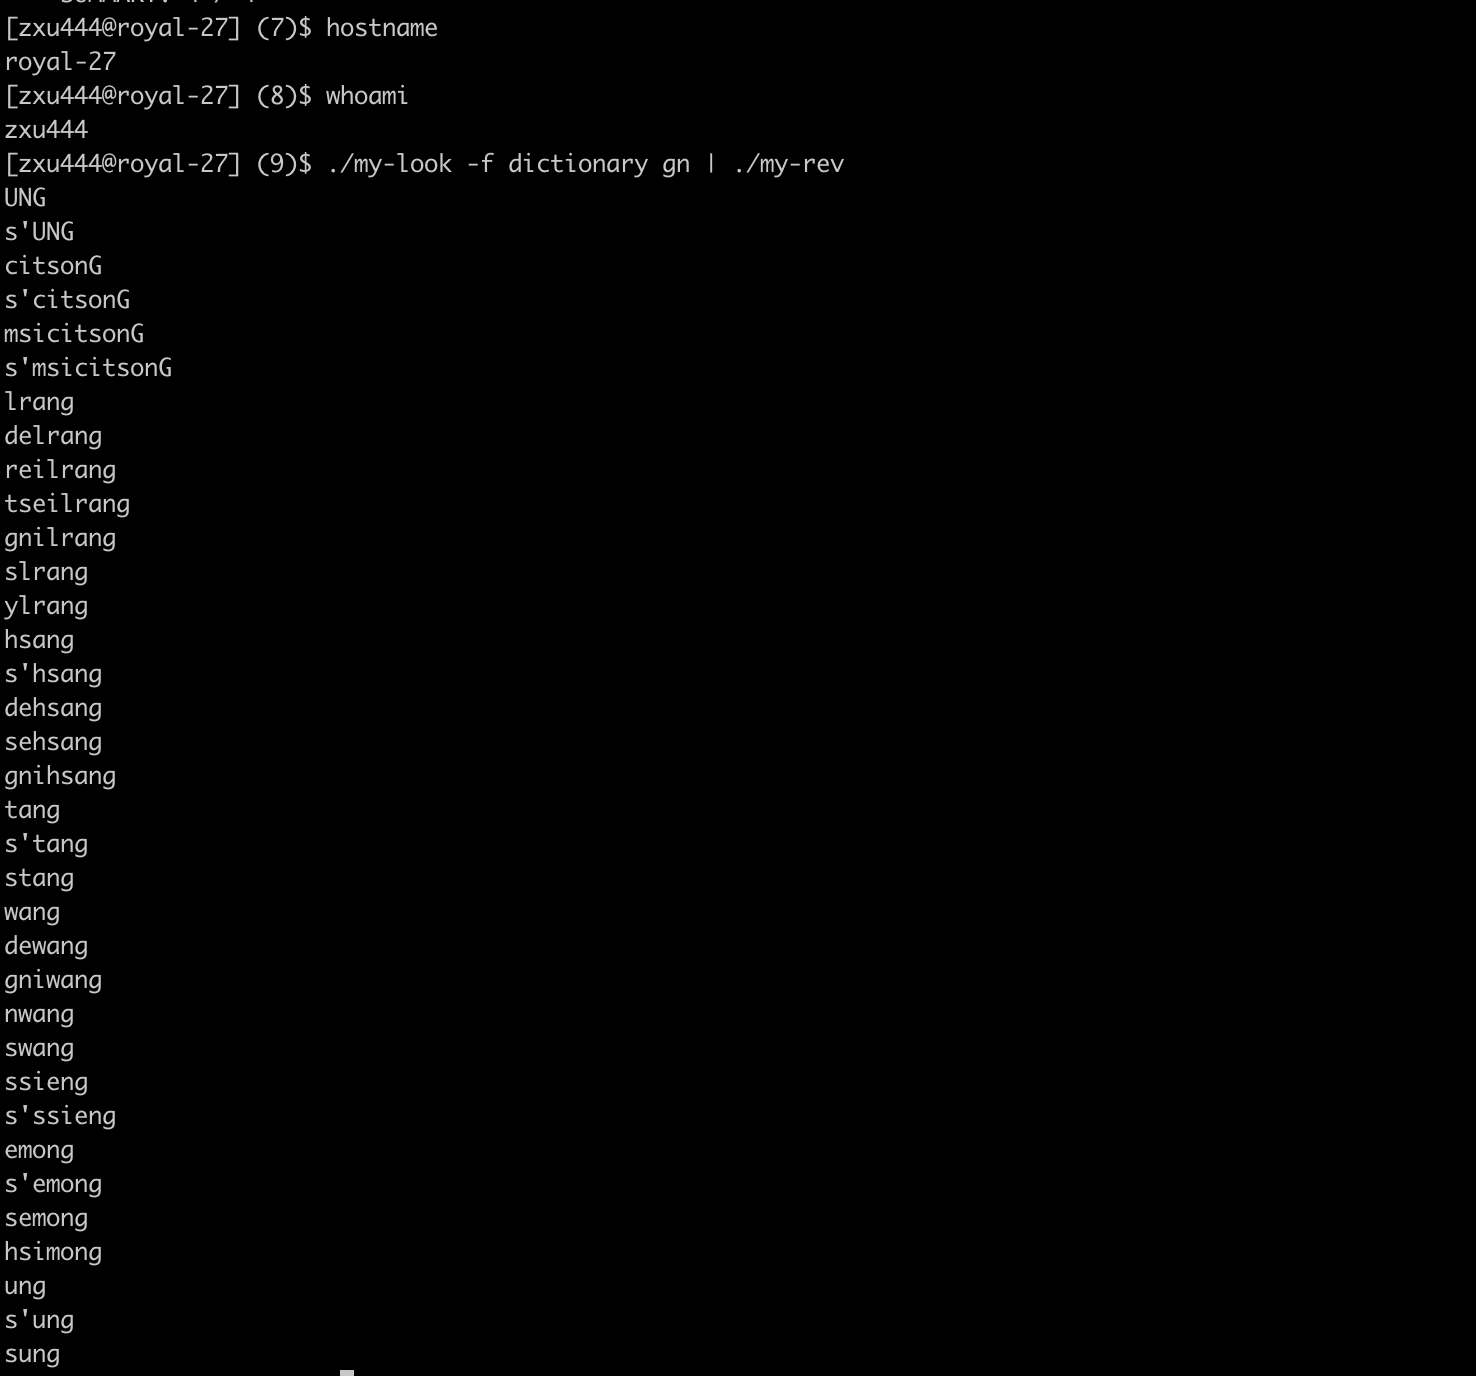 [zxu444@royal-27] (7)$ hostname
royal-27
[zxu444@royal-27] (8)$ whoami
zxu444
[zxu444@royal-27] (9)$ ./my-look -f dictionary gn | ./my-rev
UNG
s'UNG
citsonG
s'citsonG
msicitsonG
s'msicitsonG
lrang
delrang
reilrang
tseilrang
gnilrang
slrang
ylrang
hsang
s'hsang
dehsang
sehsang
gnihsang
tang
s'tang
stang
wang
dewang
gniwang
nwang
swang
ssieng
s'ssieng
emong
s'emong
semong
hsimong
ung
s'ung
sung